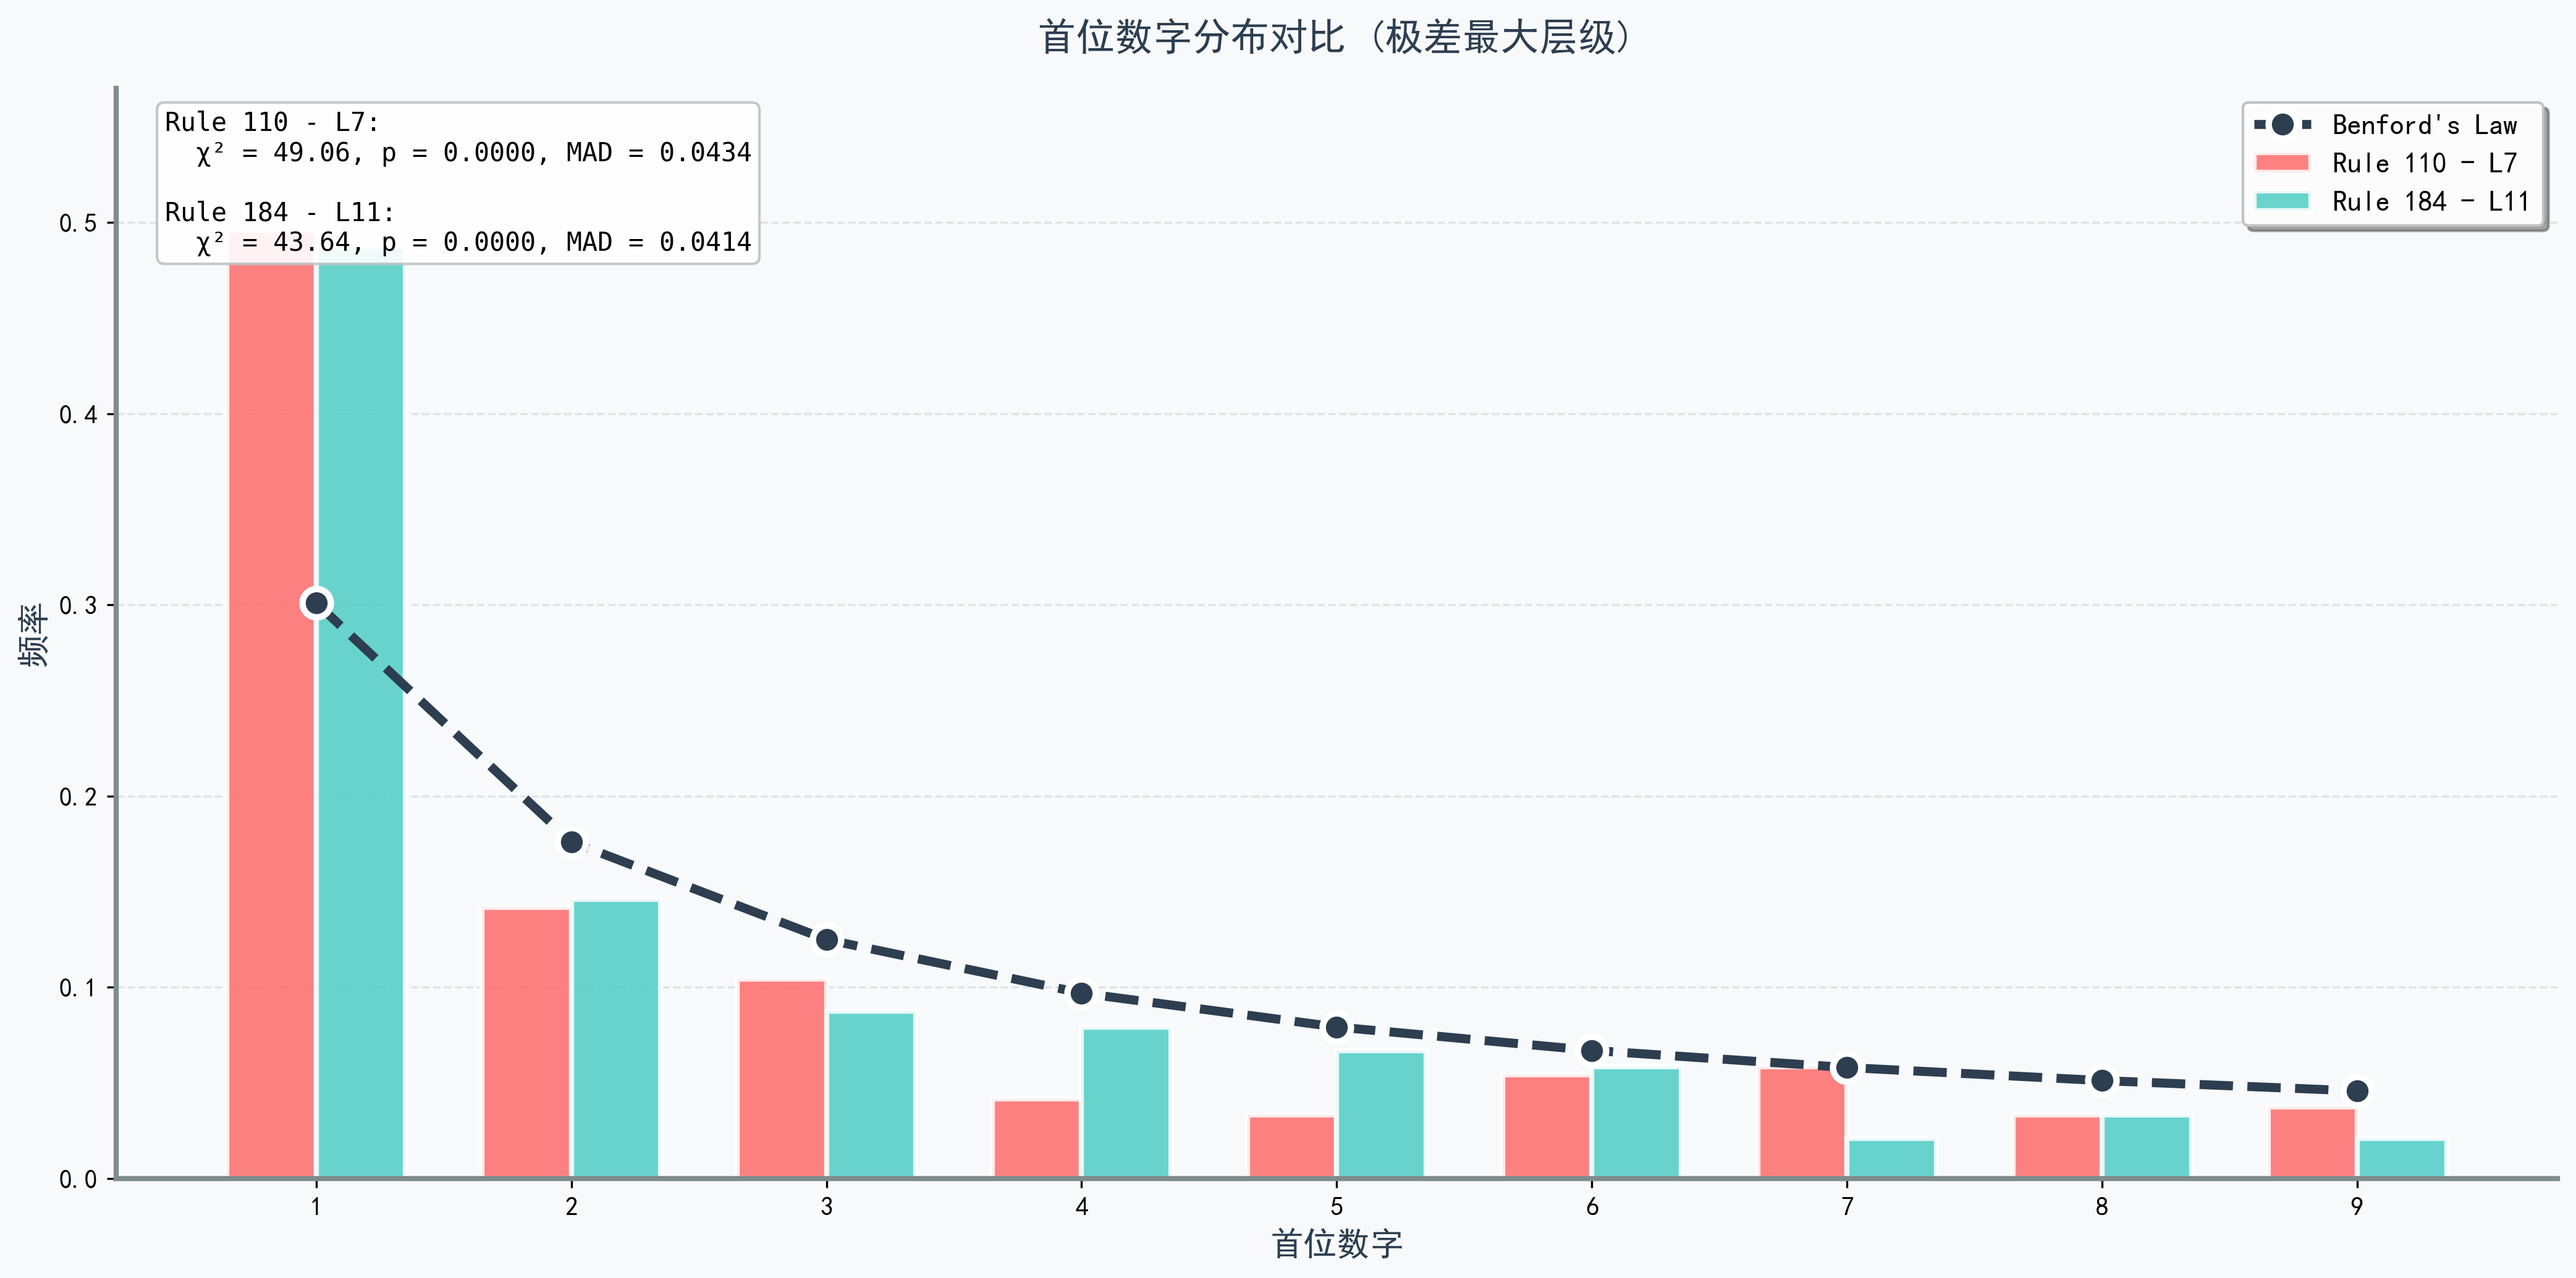 首位数字分布对比 (极差最大层级)
Rule 110 - L7:
χ² = 49.06, p = 0.0000, MAD = 0.0434
Rule 184 - L11:
χ² = 43.64, p = 0.0000, MAD = 0.0414
Benford's Law
Rule 110 - L7
Rule 184 - L11
频率
0.5
0.4
0.3
0.2
0.1
0.0
1 2 3 4 5 6 7 8 9
首位数字